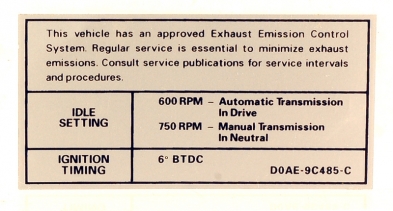 This vehicle has an approved Exhaust Emission Control
System. Regular service is essential to minimize exhaust
emissions. Consult service publications for service intervals
and procedures.
IDLE
SETTING
600 RPM – Automatic Transmission
In Drive
750 RPM – Manual Transmission
In Neutral
IGNITION
TIMING
6° BTDC
D0AE-9C485-C